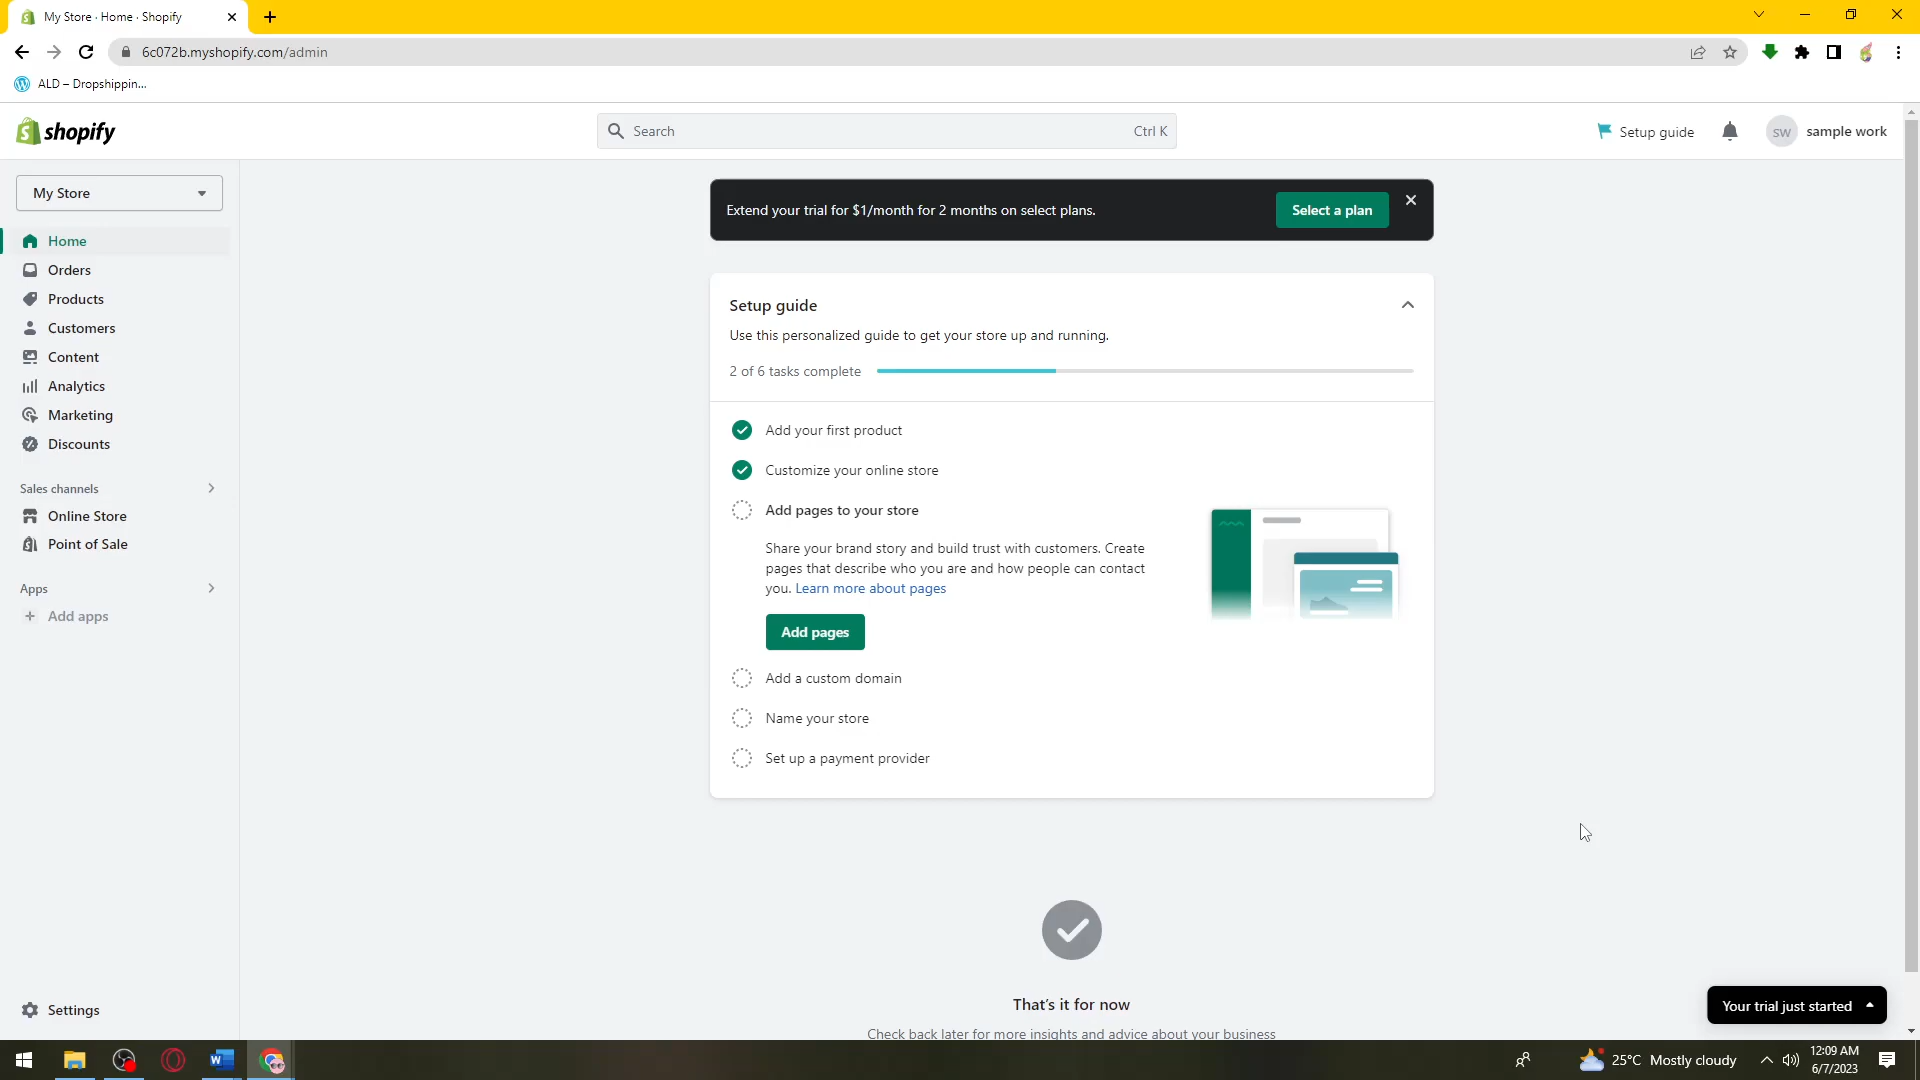 My Store · Home · Shopify
6c072b.myshopify.com/admin
ALD – Dropshippin...
shopify
Search
Ctrl K
Setup guide
SW
sample work
My Store
Home
Orders
Products
Customers
Content
Analytics
Marketing
Discounts
Sales channels
Online Store
Point of Sale
Apps
Add apps
Settings
Extend your trial for $1/month for 2 months on select plans.
Select a plan
Setup guide
Use this personalized guide to get your store up and running.
2 of 6 tasks complete
Add your first product
Customize your online store
Add pages to your store
Share your brand story and build trust with customers. Create
pages that describe who you are and how people can contact
you. Learn more about pages
Add pages
Add a custom domain
Name your store
Set up a payment provider
That's it for now
Check back later for more insights and advice about your business
Your trial just started
25°C Mostly cloudy
12:09 AM
6/7/2023